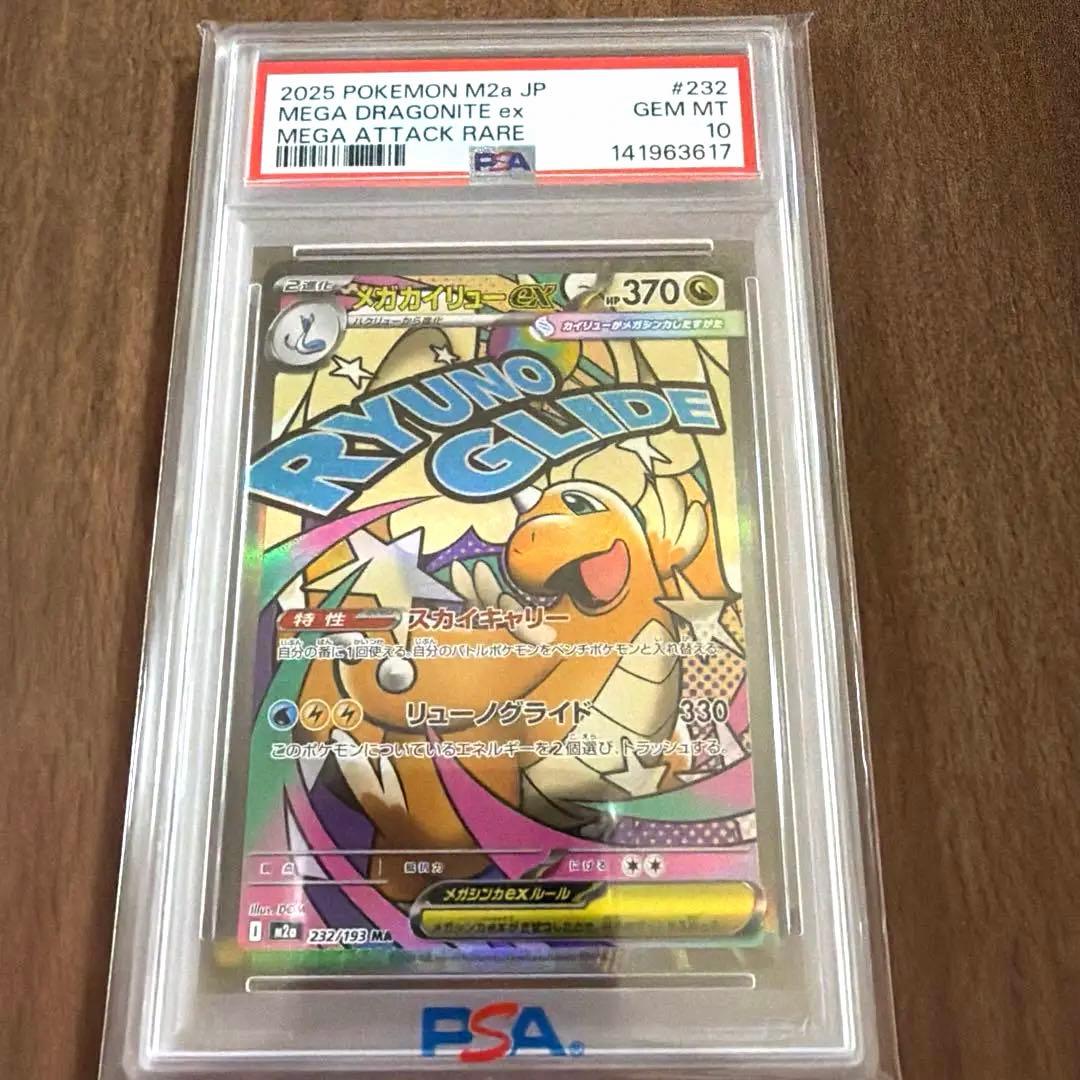 2025 POKEMON M2a JP #232
MEGA DRAGONITE ex GEM MT
MEGA ATTACK RARE 10
PSA 141963617
2進化 メガカイリューex HP370
ハクリューから進化
カイリューがメガシンカしたすがた
RYUNO
GLIDE
特性 スカイキャリー
自分の番に1回使える。自分のバトルポケモンをベンチポケモンと入れ替える。
リューノグライド 330
このポケモンについているエネルギーを2個選び、トラッシュする。
抵抗力 にげる
メガシンカexルール
Illus.
I m2a 232/193 MA
PSA